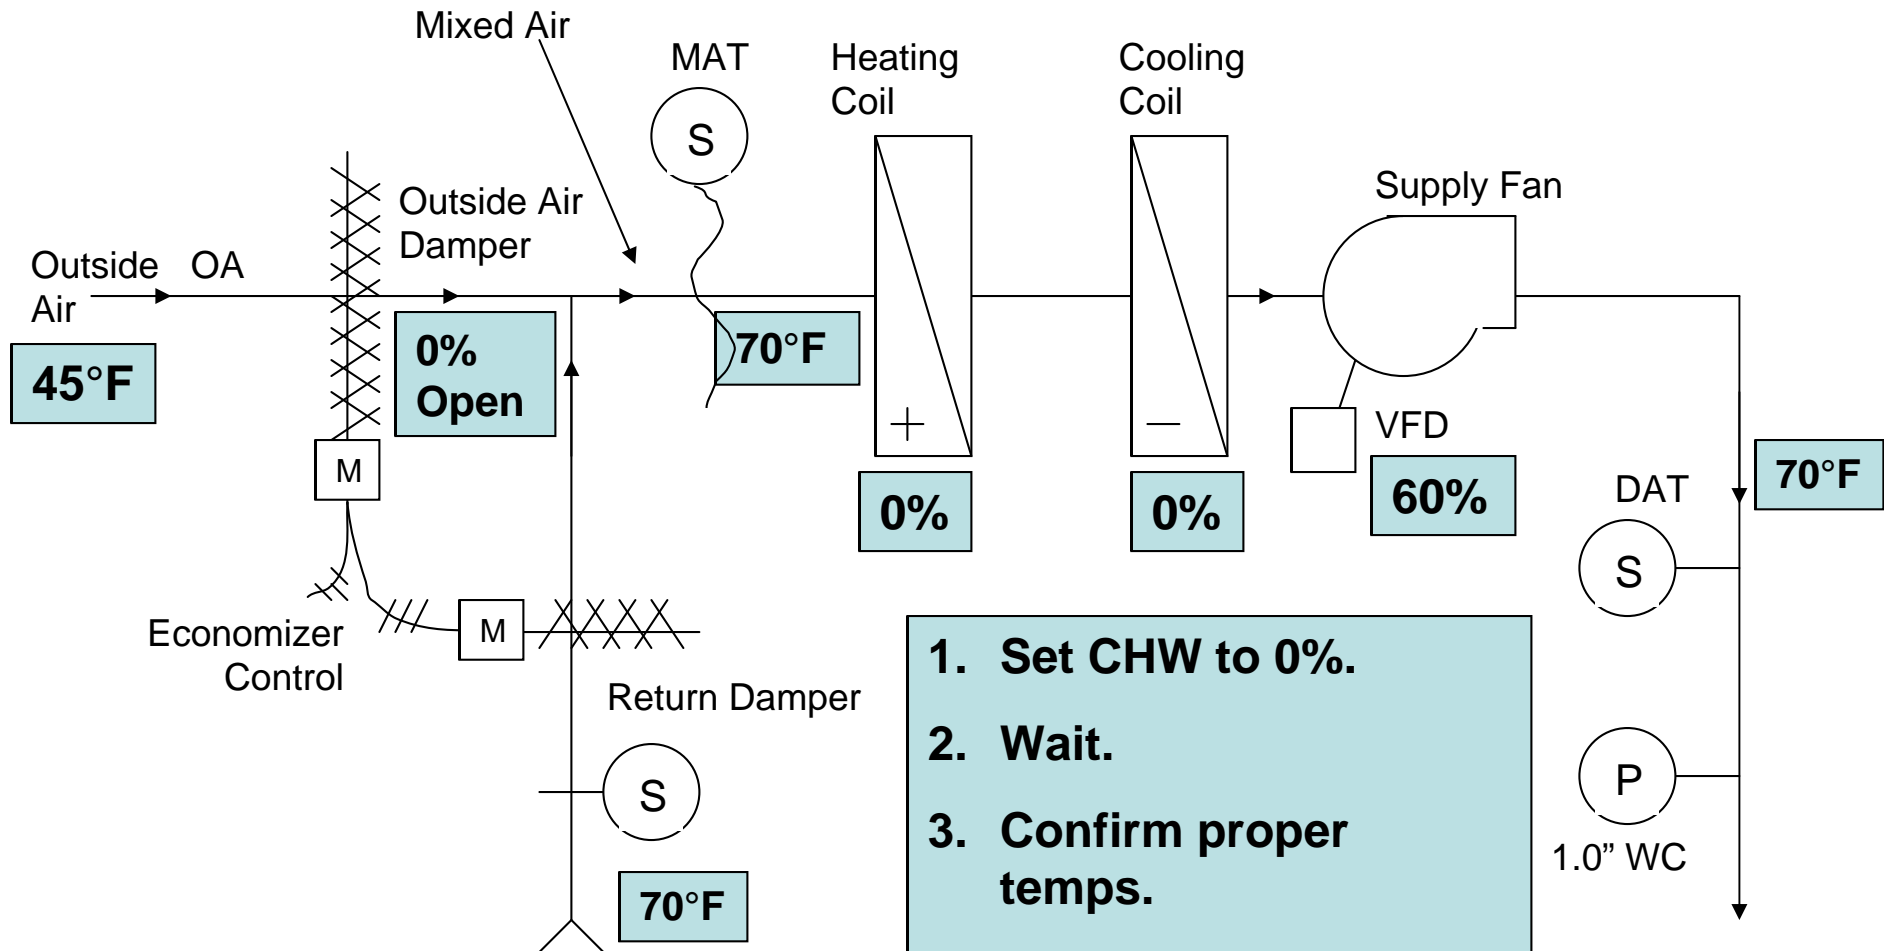 Mixed Air
MAT
Heating
Coil
Cooling
Coil
S
Supply Fan
Outside Air
Damper
Outside OA
Air
45°F
0%
Open
70°F
+
−
M
0%
0%
VFD
60%
DAT
70°F
S
Economizer
Control
M
Return Damper
S
70°F
1. Set CHW to 0%.
2. Wait.
3. Confirm proper
temps.
P
1.0” WC